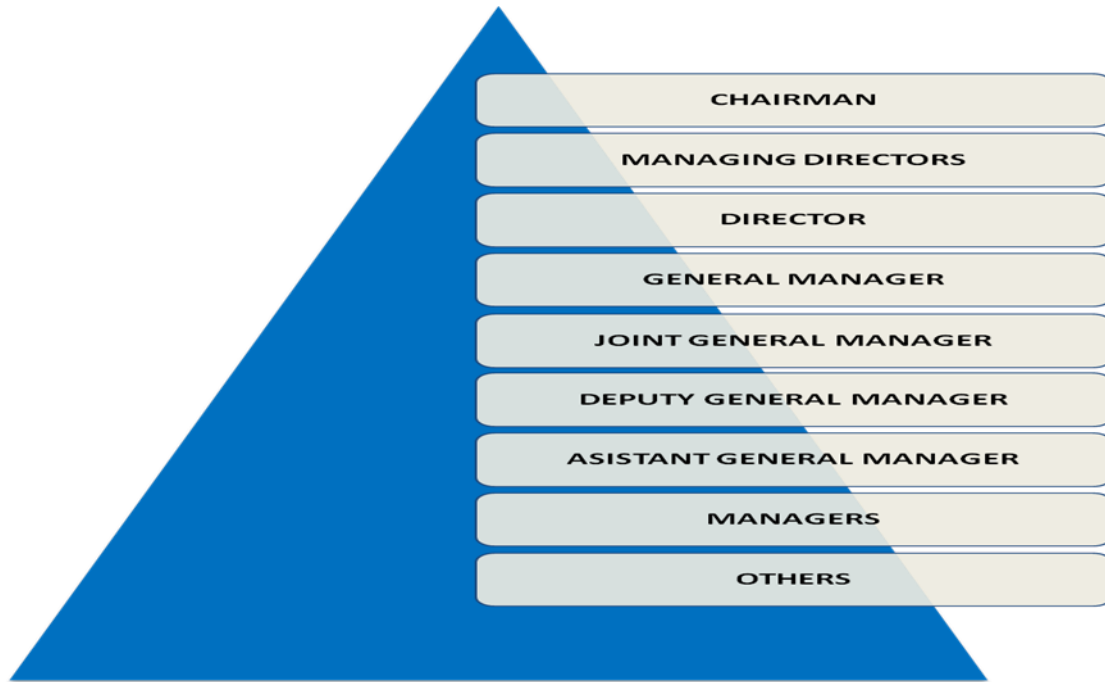 CHAIRMAN
MANAGING DIRECTORS
DIRECTOR
GENERAL MANAGER
JOINT GENERAL MANAGER
DEPUTY GENERAL MANAGER
ASISTANT GENERAL MANAGER
MANAGERS
OTHERS